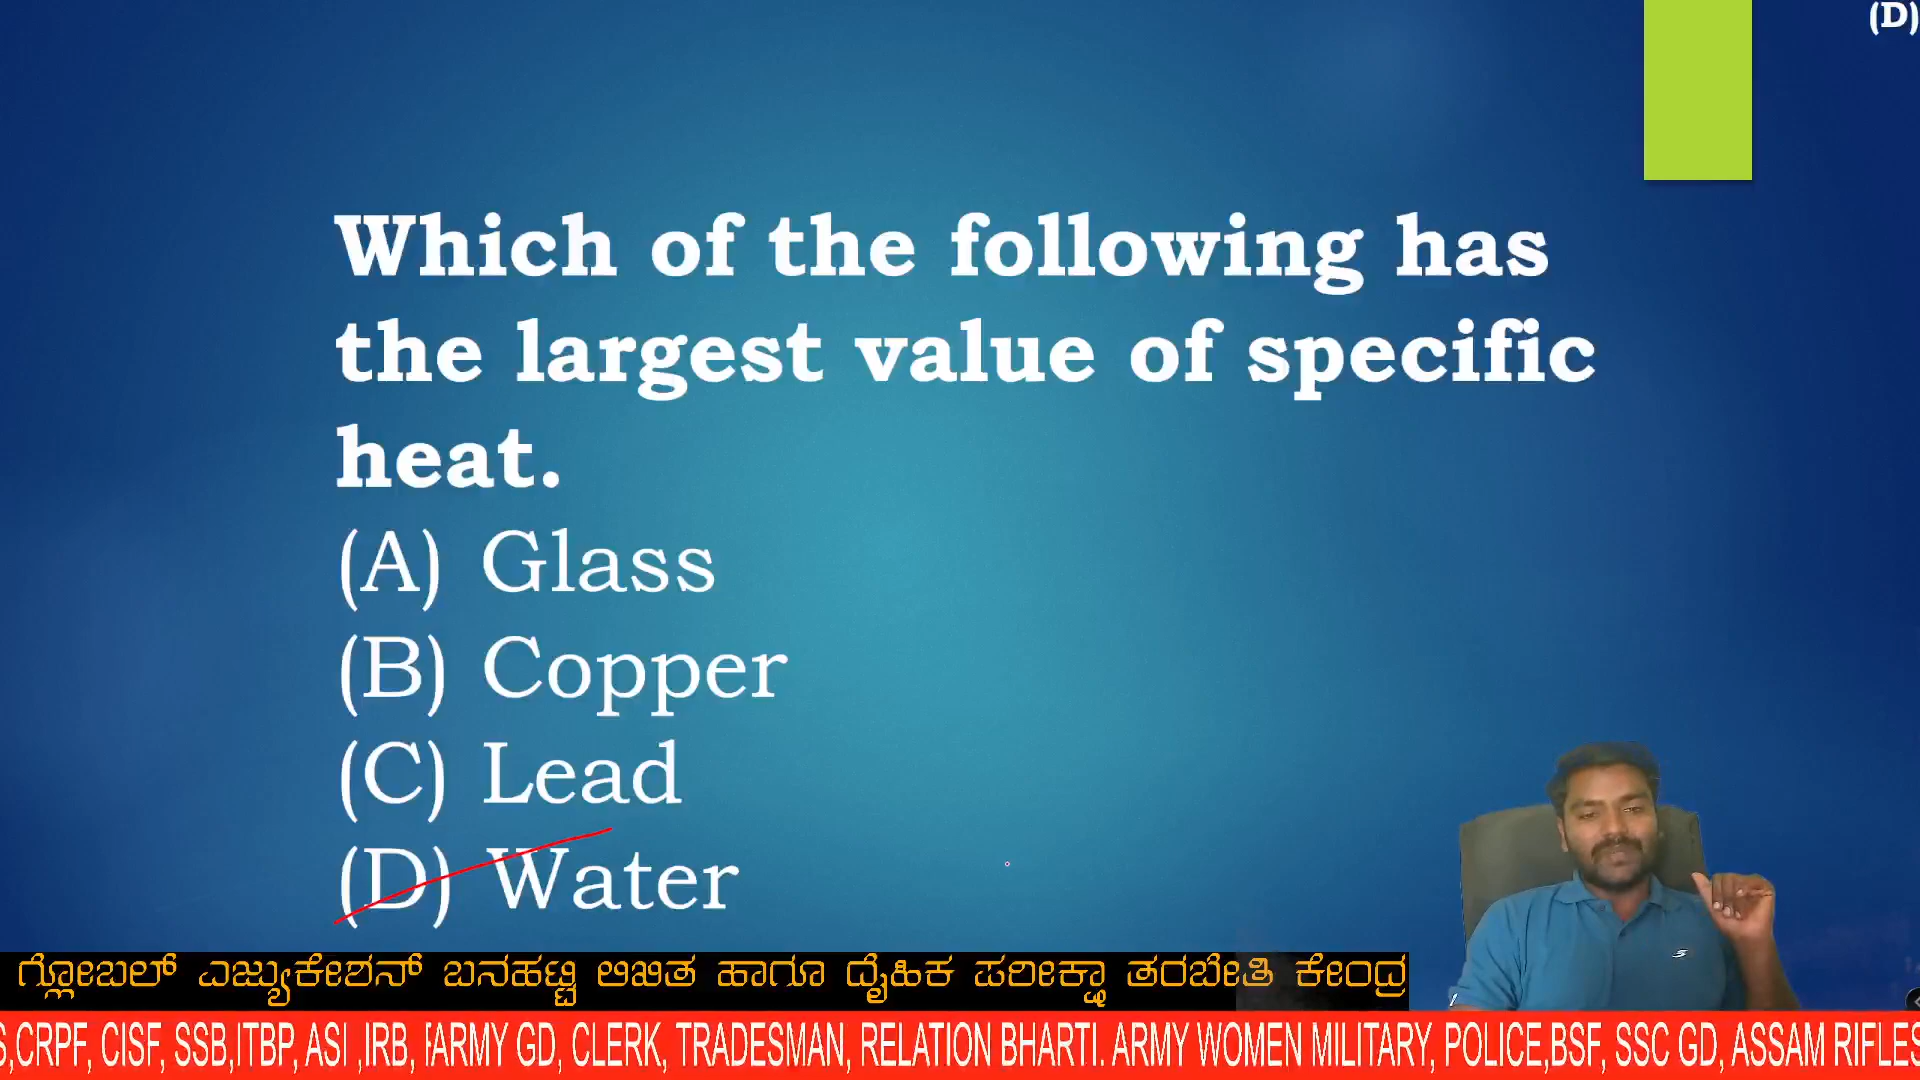 (D)
Which of the following has
the largest value of specific
heat.
(A) Glass
(B) Copper
(C) Lead
(D) Water
ಗ್ಲೋಬಲ್ ಎಜ್ಯುಕೇಶನ್ ಬನಹಟ್ಟಿ ಲಿಖಿತ ಹಾಗೂ ದೈಹಿಕ ಪರೀಕ್ಷಾ ತರಬೇತಿ ಕೇಂದ್ರ
S,CRPF, CISF, SSB,ITBP, ASI ,IRB, ARMY GD, CLERK, TRADESMAN, RELATION BHARTI. ARMY WOMEN MILITARY, POLICE,BSF, SSC GD, ASSAM RIFLES